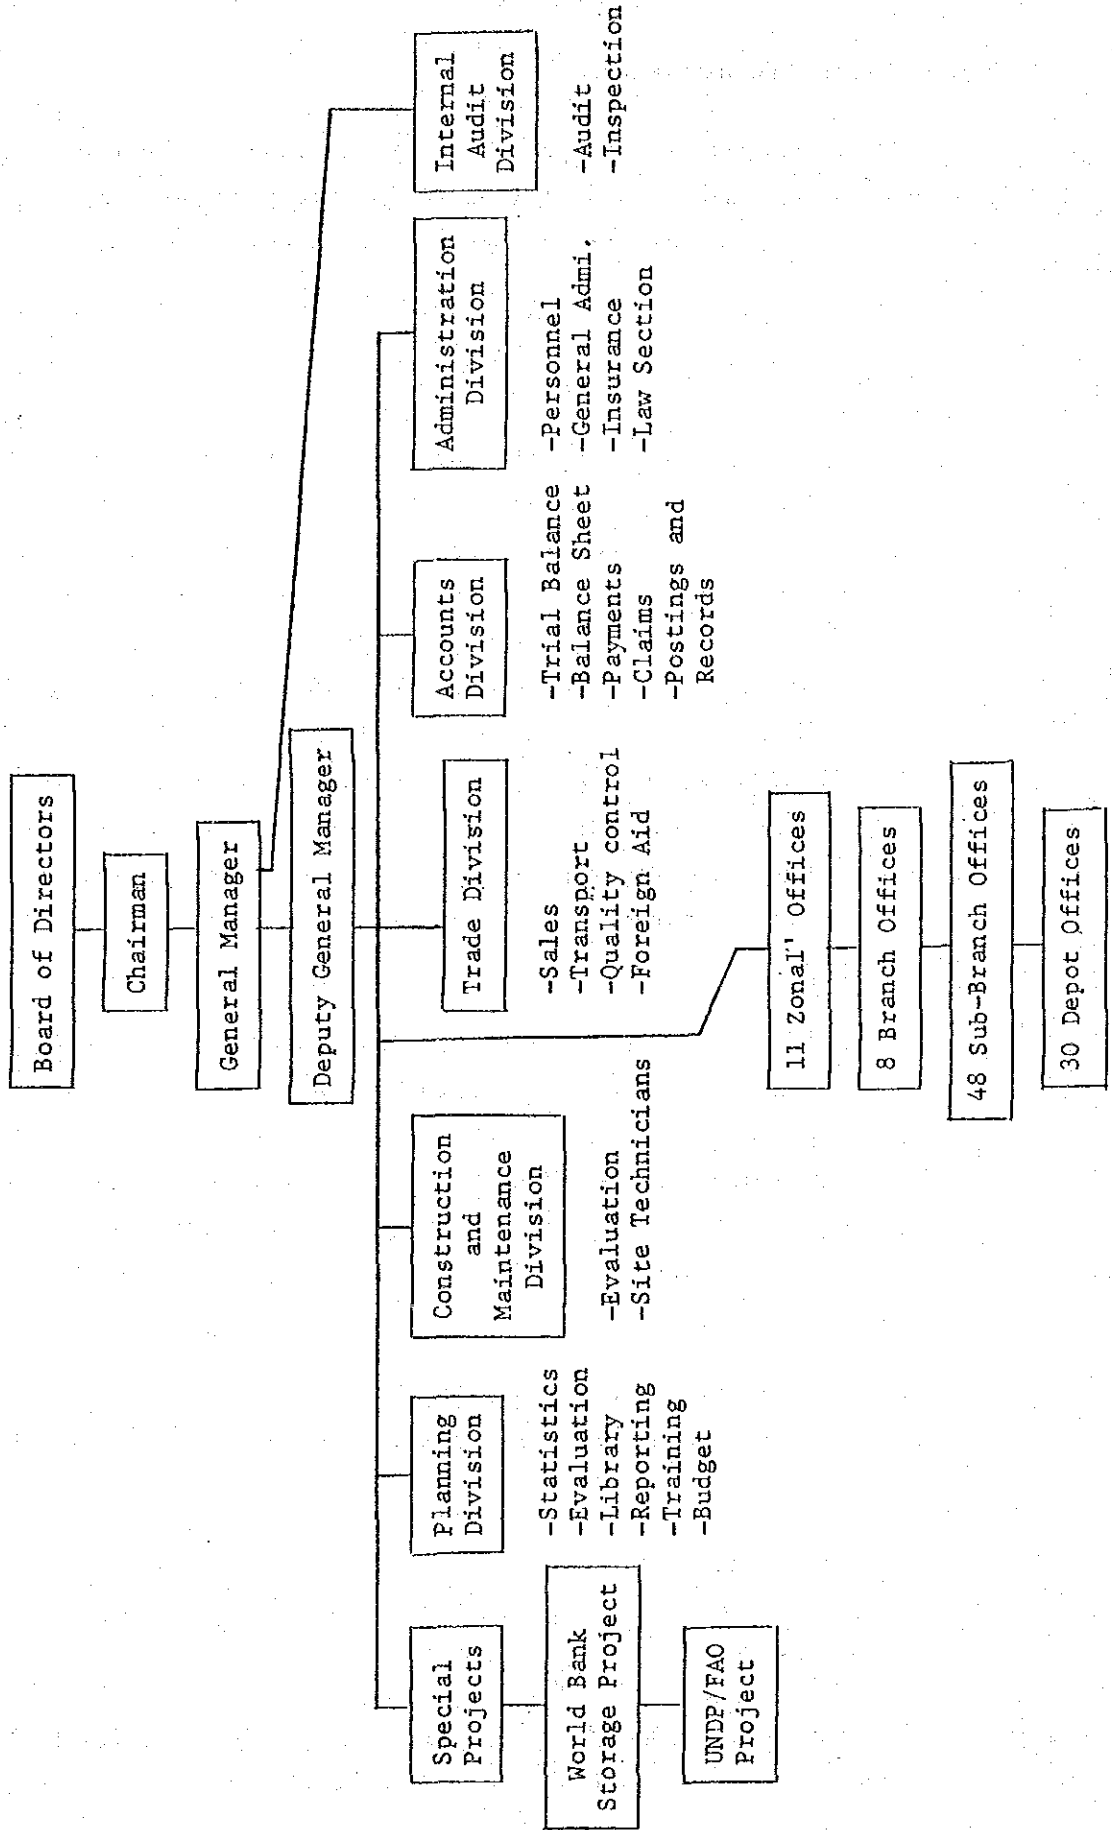 Board of Directors
Chairman
General Manager
Deputy General Manager
Special
Projects
World Bank
Storage Project
UNDP/FAO
Project
Planning
Division
-Statistics
-Evaluation
-Library
-Reporting
-Training
-Budget
Construction
and
Maintenance
Division
-Evaluation
-Site Technicians
Trade Division
-Sales
-Transport
-Quality control
-Foreign Aid
Accounts
Division
-Trial Balance
-Balance Sheet
-Payments
-Claims
-Postings and
Records
Administration
Division
-Personnel
-General Admi.
-Insurance
-Law Section
Internal
Audit
Division
-Audit
-Inspection
11 Zonal" Offices
8 Branch Offices
48 Sub-Branch Offices
30 Depot Offices